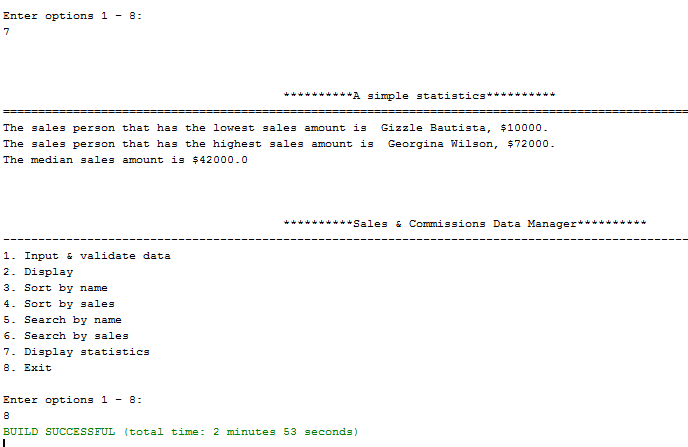 Enter options 1 - 8:
7
**********A simple statistics**********
==================================================================================================
The sales person that has the lowest sales amount is  Gizzle Bautista, $10000.
The sales person that has the highest sales amount is  Georgina Wilson, $72000.
The median sales amount is $42000.0
**********Sales & Commissions Data Manager**********
--------------------------------------------------------------------------------------------------
1. Input & validate data
2. Display
3. Sort by name
4. Sort by sales
5. Search by name
6. Search by sales
7. Display statistics
8. Exit
Enter options 1 - 8:
8
BUILD SUCCESSFUL (total time: 2 minutes 53 seconds)